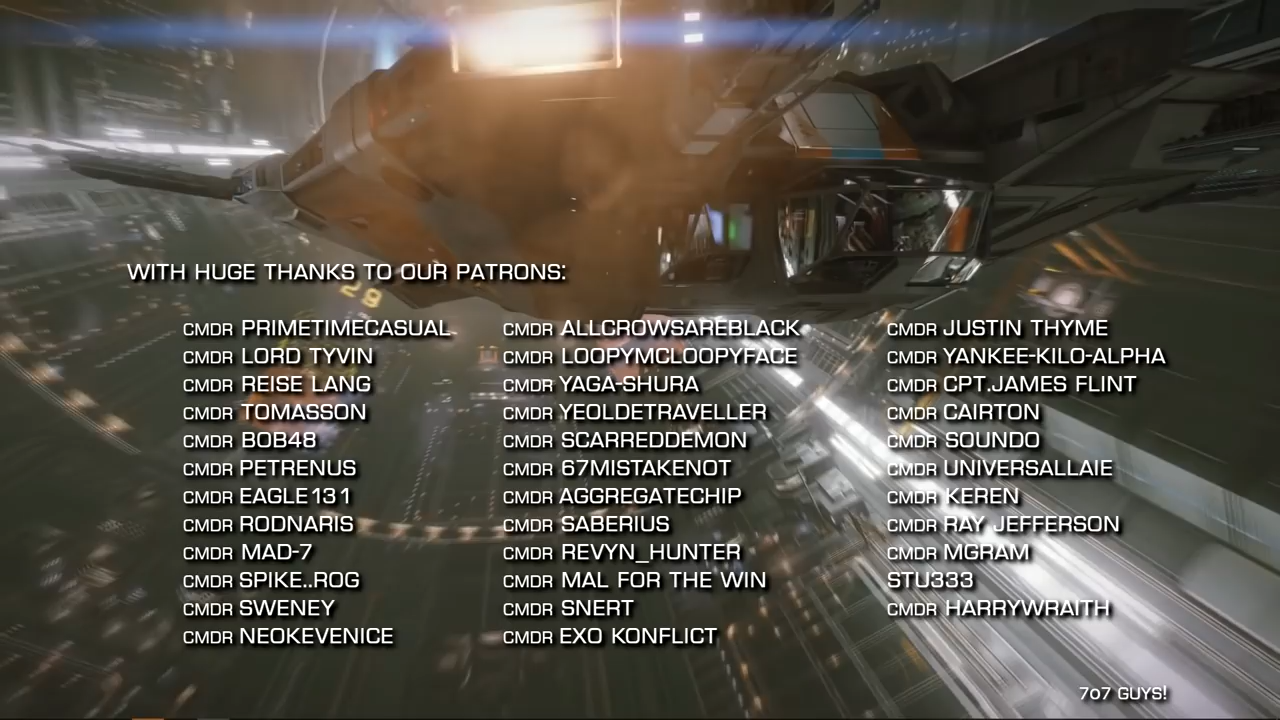 29
WITH HUGE THANKS TO OUR PATRONS:
CMDR PRIMETIMECASUAL
CMDR LORD TYVIN
CMDR REISE LANG
CMDR TOMASSON
CMDR BOB48
CMDR PETRENUS
CMDR EAGLE131
CMDR RODNARIS
CMDR MAD-7
CMDR SPIKE..ROG
CMDR SWENEY
CMDR NEOKEVENICE
CMDR ALLCROWSAREBLACK
CMDR LOOPYMCLOOPYFACE
CMDR YAGA-SHURA
CMDR YEOLDETRAVELLER
CMDR SCARREDDEMON
CMDR 67MISTAKENOT
CMDR AGGREGATECHIP
CMDR SABERIUS
CMDR REVYN_HUNTER
CMDR MAL FOR THE WIN
CMDR SNERT
CMDR EXO KONFLICT
CMDR JUSTIN THYME
CMDR YANKEE-KILO-ALPHA
CMDR CPT.JAMES FLINT
CMDR CAIRTON
CMDR SOUNDO
CMDR UNIVERSALLAIE
CMDR KEREN
CMDR RAY JEFFERSON
CMDR MGRAM
STU333
CMDR HARRYWRAITH
7o7 GUYS!